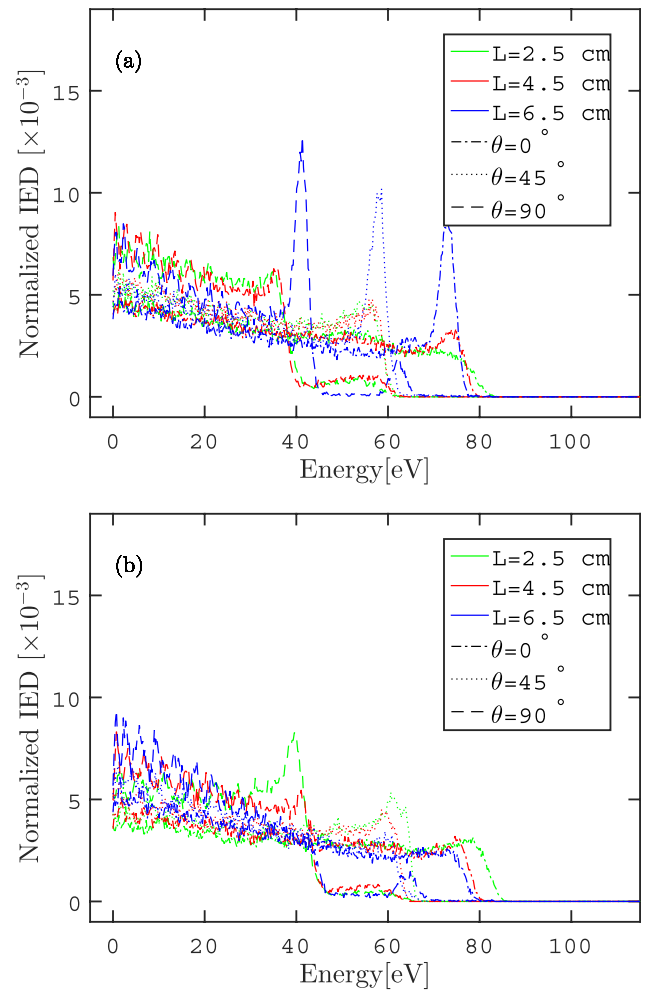 (a)
Normalized IED [×10⁻³]
15
10
5
0
L=2.5 cm
L=4.5 cm
L=6.5 cm
θ=0 °
θ=45 °
θ=90 °
0 20 40 60 80 100
Energy[eV]
(b)
Normalized IED [×10⁻³]
15
10
5
0
L=2.5 cm
L=4.5 cm
L=6.5 cm
θ=0 °
θ=45 °
θ=90 °
0 20 40 60 80 100
Energy[eV]